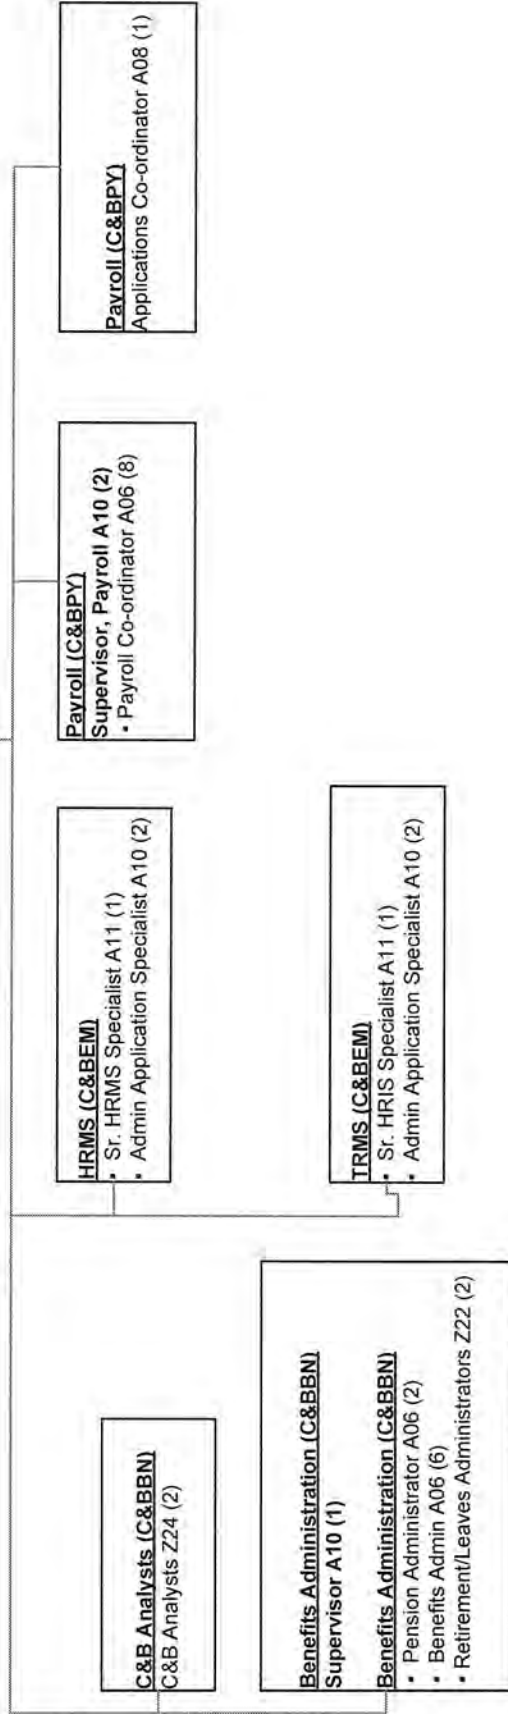 C&B Analysts (C&BBN)
C&B Analysts Z24 (2)
Benefits Administration (C&BBN)
Supervisor A10 (1)
Benefits Administration (C&BBN)
• Pension Administrator A06 (2)
• Benefits Admin A06 (6)
• Retirement/Leaves Administrators Z22 (2)
HRMS (C&BEM)
• Sr. HRMS Specialist A11 (1)
• Admin Application Specialist A10 (2)
TRMS (C&BEM)
• Sr. HRIS Specialist A11 (1)
• Admin Application Specialist A10 (2)
Payroll (C&BPY)
Supervisor, Payroll A10 (2)
• Payroll Co-ordinator A06 (8)
Payroll (C&BPY)
Applications Co-ordinator A08 (1)